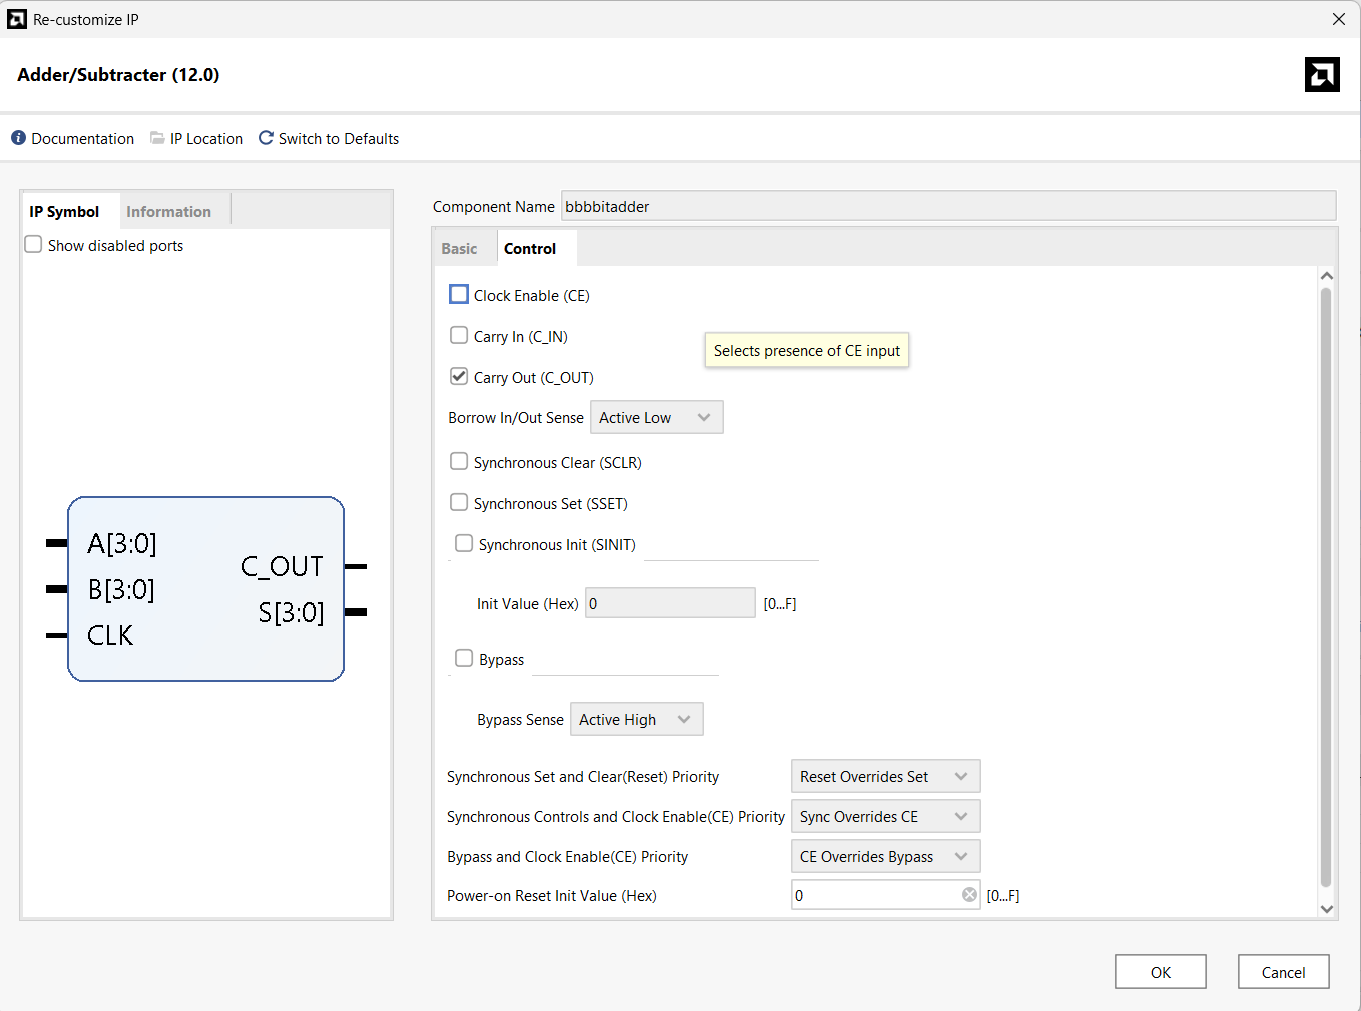 Re-customize IP
Adder/Subtracter (12.0)
Documentation IP Location Switch to Defaults
IP Symbol Information
Show disabled ports
A[3:0]
B[3:0]
CLK
C_OUT
S[3:0]
Component Name bbbbitadder
Basic Control
Clock Enable (CE)
Carry In (C_IN)
Selects presence of CE input
Carry Out (C_OUT)
Borrow In/Out Sense Active Low
Synchronous Clear (SCLR)
Synchronous Set (SSET)
Synchronous Init (SINIT)
Init Value (Hex) 0 [0...F]
Bypass
Bypass Sense Active High
Synchronous Set and Clear(Reset) Priority Reset Overrides Set
Synchronous Controls and Clock Enable(CE) Priority Sync Overrides CE
Bypass and Clock Enable(CE) Priority CE Overrides Bypass
Power-on Reset Init Value (Hex) 0 [0...F]
OK Cancel